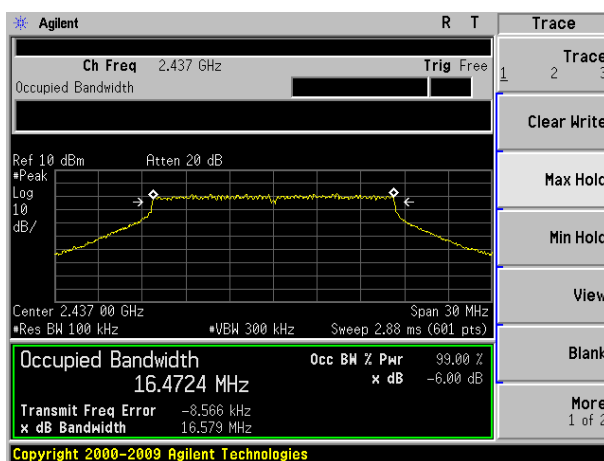 Agilent R T Trace
Ch Freq 2.437 GHz Trig Free
Occupied Bandwidth
Trace
1 2 3
Clear Write
Max Hold
Min Hold
View
Blank
More
1 of 2
Ref 10 dBm Atten 20 dB
#Peak
Log
10
dB/
Center 2.437 00 GHz Span 30 MHz
#Res BW 100 kHz #VBW 300 kHz Sweep 2.88 ms (601 pts)
Occupied Bandwidth Occ BW % Pwr 99.00 %
16.4724 MHz x dB -6.00 dB
Transmit Freq Error -8.566 kHz
x dB Bandwidth 16.579 MHz
Copyright 2000-2009 Agilent Technologies